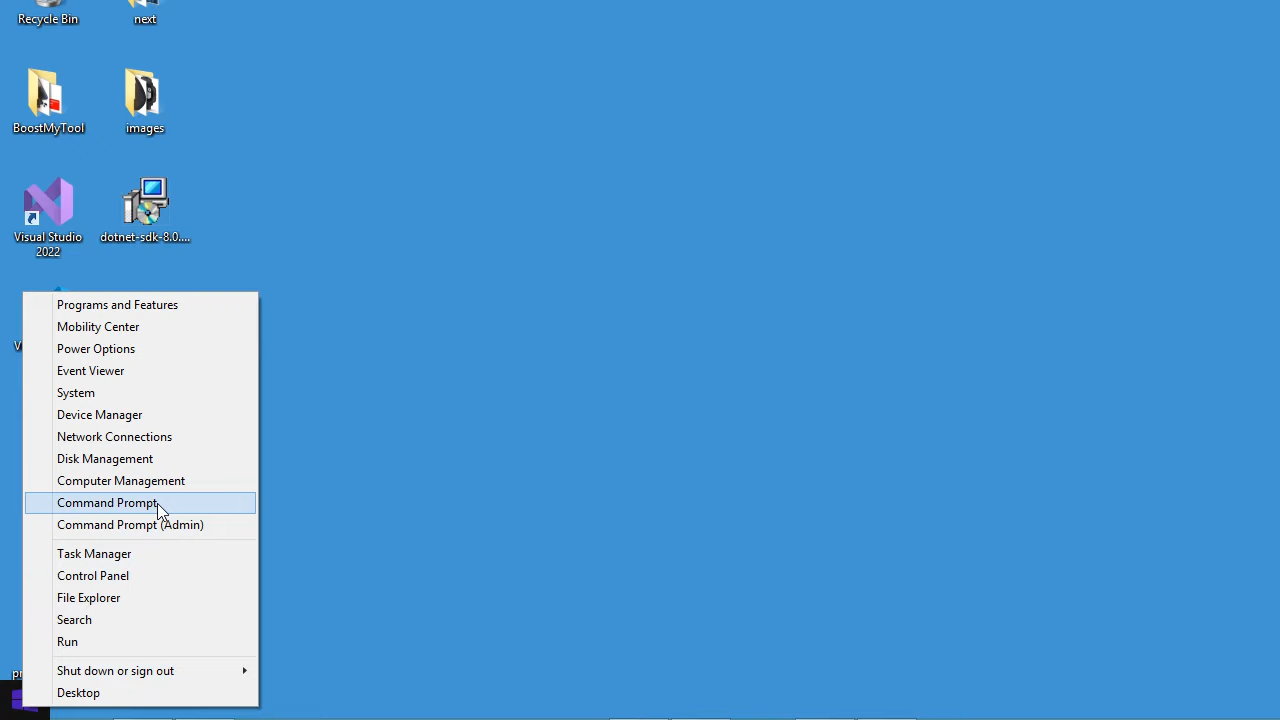 Recycle Bin
next
BoostMyTool
images
Visual Studio
2022
dotnet-sdk-8.0....
Programs and Features
Mobility Center
Power Options
Event Viewer
System
Device Manager
Network Connections
Disk Management
Computer Management
Command Prompt
Command Prompt (Admin)
Task Manager
Control Panel
File Explorer
Search
Run
Shut down or sign out
Desktop